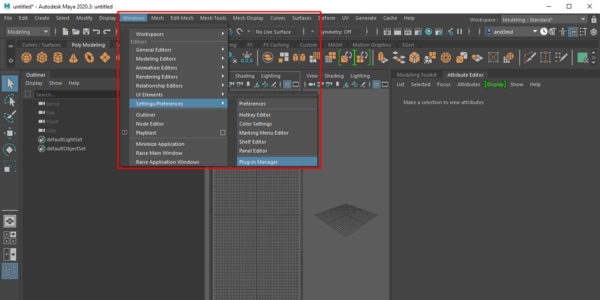 untitled* - Autodesk Maya 2020.3: untitled
Windows Mesh Edit Mesh Mesh Tools Mesh Display Curves Surfaces Deform UV Generate Cache Help
Workspace : Modeling - Standard*
Modeling
No Live Surface
Symmetry: Off
andSmd
Curves / Surfaces Poly Modeling
FX FX Caching CUSTOM MASH Motion Graphics XGen
Outliner
Display Show Help
Search...
persp
top
front
side
defaultLightSet
defaultObjectSet
Workspaces
Editors
General Editors
Modeling Editors
Animation Editors
Rendering Editors
Relationship Editors
UI Elements
Settings/Preferences
Outliner
Node Editor
Playblast
Minimize Application
Raise Main Window
Raise Application Windows
Preferences
Hotkey Editor
Color Settings
Marking Menu Editor
Shelf Editor
Panel Editor
Plug-in Manager
Shading Lighting
View
Shading Lighting
Modeling Toolkit Attribute Editor
List Selected Focus Attributes Display Show Help
Make a selection to view attributes